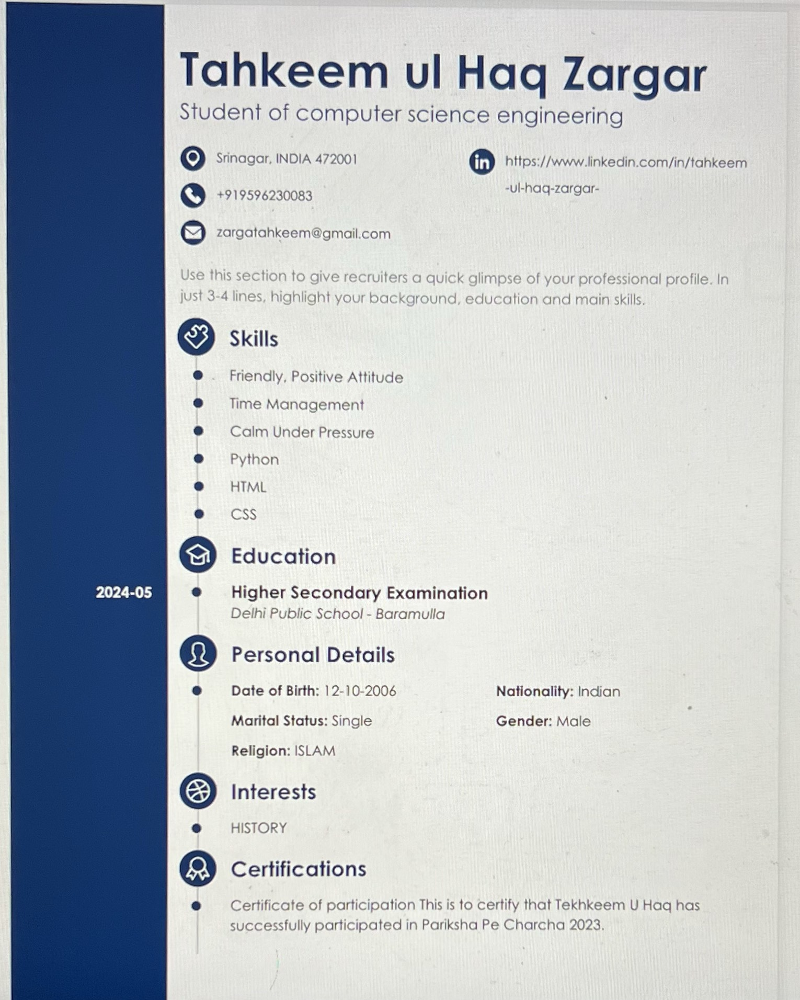 Tahkeem ul Haq Zargar
Student of computer science engineering
Srinagar, INDIA 472001
+919596230083
zargatahkeem@gmail.com
https://www.linkedin.com/in/tahkeem
-ul-haq-zargar-
Use this section to give recruiters a quick glimpse of your professional profile. In
just 3-4 lines, highlight your background, education and main skills.
Skills
Friendly, Positive Attitude
Time Management
Calm Under Pressure
Python
HTML
CSS
Education
2024-05
Higher Secondary Examination
Delhi Public School - Baramulla
Personal Details
Date of Birth: 12-10-2006
Nationality: Indian
Marital Status: Single
Gender: Male
Religion: ISLAM
Interests
HISTORY
Certifications
Certificate of participation This is to certify that Tekhkeem U Haq has
successfully participated in Pariksha Pe Charcha 2023.